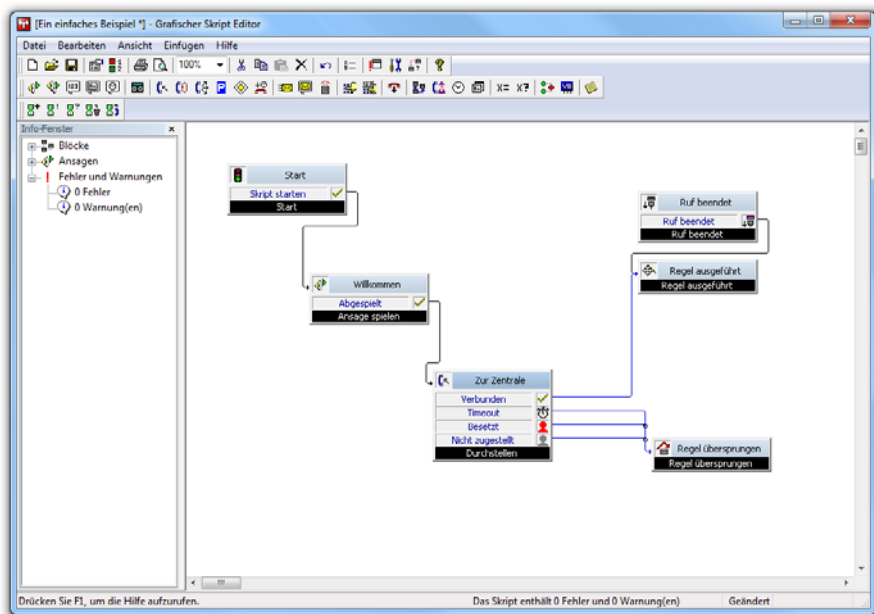 [Ein einfaches Beispiel *] - Grafischer Skript Editor
Datei Bearbeiten Ansicht Einfügen Hilfe
100%
x= x?
Info-Fenster
Blöcke
Ansagen
Fehler und Warnungen
0 Fehler
0 Warnung(en)
Start
Skript starten
Start
Willkommen
Abgespielt
Ansage spielen
Zur Zentrale
Verbunden
Timeout
Besetzt
Nicht zugestellt
Durchstellen
Ruf beendet
Ruf beendet
Ruf beendet
Regel ausgeführt
Regel ausgeführt
Regel übersprungen
Regel übersprungen
Drücken Sie F1, um die Hilfe aufzurufen. Das Skript enthält 0 Fehler und 0 Warnung(en) Geändert